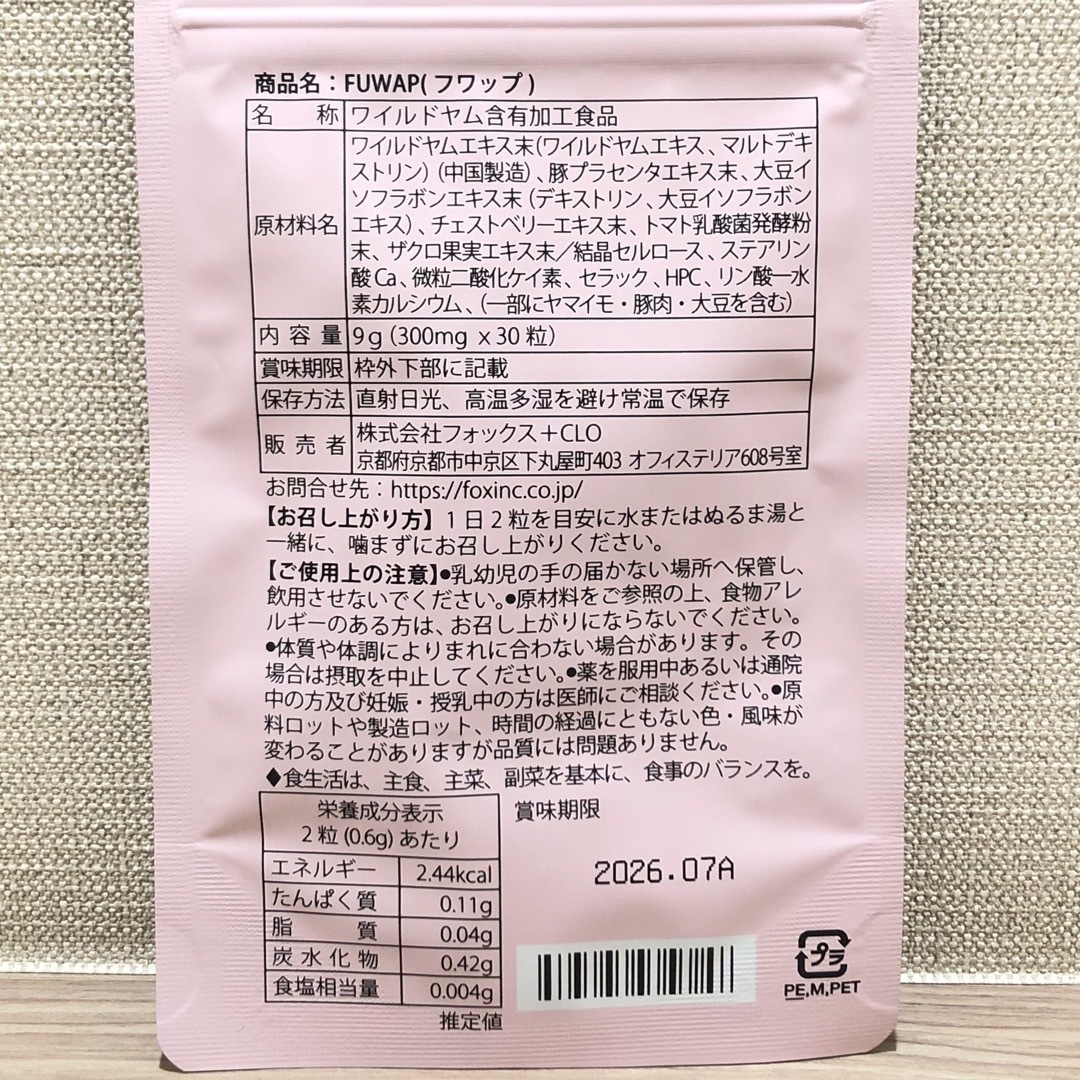 商品名：FUWAP(フワップ)
名称 ワイルドヤム含有加工食品
原材料名 ワイルドヤムエキス末（ワイルドヤムエキス、マルトデキ
ストリン）（中国製造）、豚プラセンタエキス末、大豆イ
ソフラボンエキス末（デキストリン、大豆イソフラボン
エキス）、チェストベリーエキス末、トマト乳酸菌発酵粉
末、ザクロ果実エキス末／結晶セルロース、ステアリン
酸Ca、微粒二酸化ケイ素、セラック、HPC、リン酸一水
素カルシウム、（一部にヤマイモ・豚肉・大豆を含む）
内容量 9g（300mg x 30粒）
賞味期限 枠外下部に記載
保存方法 直射日光、高温多湿を避け常温で保存
販売者 株式会社フォックス＋CLO
京都府京都市中京区下丸屋町403 オフィステリア608号室
お問合せ先：https://foxinc.co.jp/
【お召し上がり方】1日2粒を目安に水またはぬるま湯と
一緒に、噛まずにお召し上がりください。
【ご使用上の注意】●乳幼児の手の届かない場所へ保管し、
飲用させないでください。●原材料をご参照の上、食物アレ
ルギーのある方は、お召し上がりにならないでください。
●体質や体調によりまれに合わない場合があります。その
場合は摂取を中止してください。●薬を服用中あるいは通院
中の方及び妊娠・授乳中の方は医師にご相談ください。●原
料ロットや製造ロット、時間の経過にともない色・風味が
変わることがありますが品質には問題ありません。
◆食生活は、主食、主菜、副菜を基本に、食事のバランスを。
栄養成分表示
2粒(0.6g)あたり
エネルギー 2.44kcal
たんぱく質 0.11g
脂質 0.04g
炭水化物 0.42g
食塩相当量 0.004g
推定値
賞味期限
2026.07A
プラ
PE,M,PET